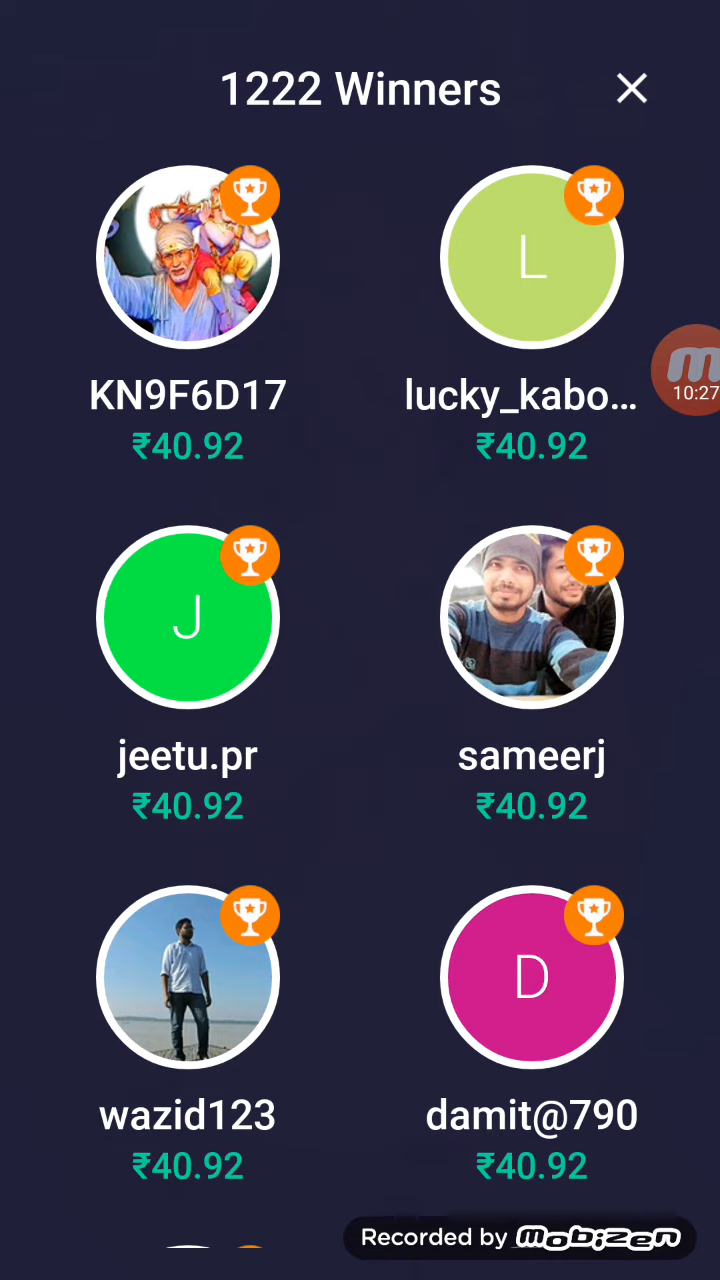 1222 Winners
L
10:27
KN9F6D17
lucky_kabo...
₹40.92
₹40.92
J
jeetu.pr
sameerj
₹40.92
₹40.92
D
wazid123
damit@790
₹40.92
₹40.92
Recorded by mobizen